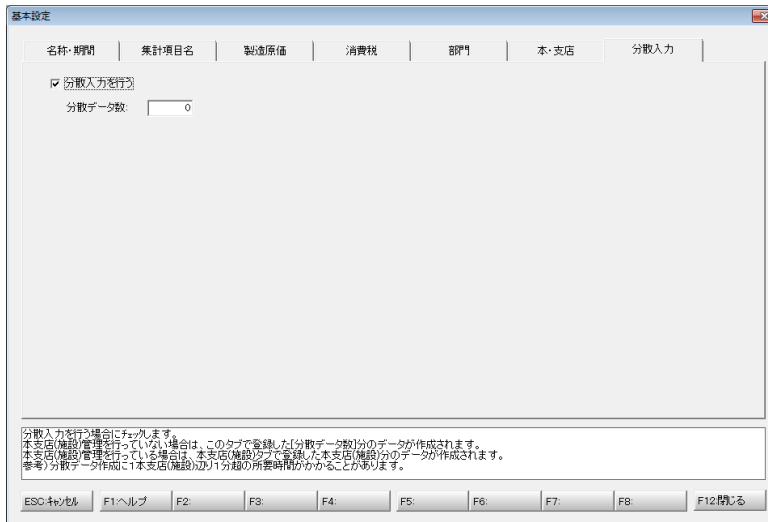 基本設定
名称・期間 集計項目名 製造原価 消費税 部門 本・支店 分散入力
分散入力を行う
分散データ数: 0
分散入力を行う場合にチェックします。
本支店(施設)管理を行っていない場合は、このタブで登録した[分散データ数]分のデータが作成されます。
本支店(施設)管理を行っている場合は、本支店(施設)タブで登録した本支店(施設)分のデータが作成されます。
参考)分散データ作成に1本支店(施設)辺り1分超の所要時間がかかることがあります。
ESC:キャンセル F1:ヘルプ F2: F3: F4: F5: F6: F7: F8: F12:閉じる